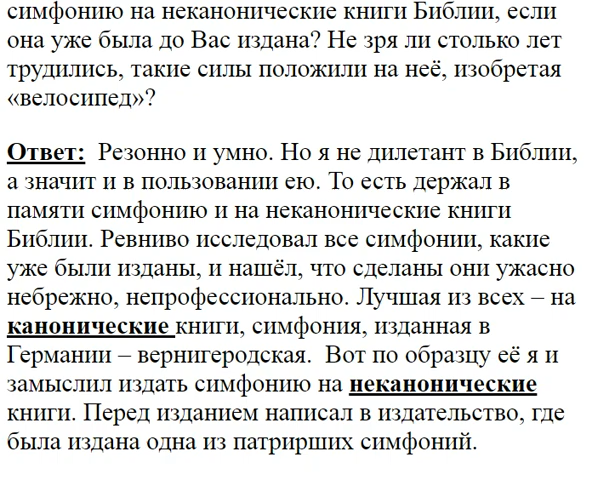 симфонию на неканонические книги Библии, если
она уже была до Вас издана? Не зря ли столько лет
трудились, такие силы положили на неё, изобретая
«велосипед»?
Ответ: Резонно и умно. Но я не дилетант в Библии,
а значит и в пользовании ею. То есть держал в
памяти симфонию и на неканонические книги
Библии. Ревниво исследовал все симфонии, какие
уже были изданы, и нашёл, что сделаны они ужасно
небрежно, непрофессионально. Лучшая из всех – на
канонические книги, симфония, изданная в
Германии – вернигеродская. Вот по образцу её я и
замыслил издать симфонию на неканонические
книги. Перед изданием написал в издательство, где
была издана одна из патрирших симфоний.